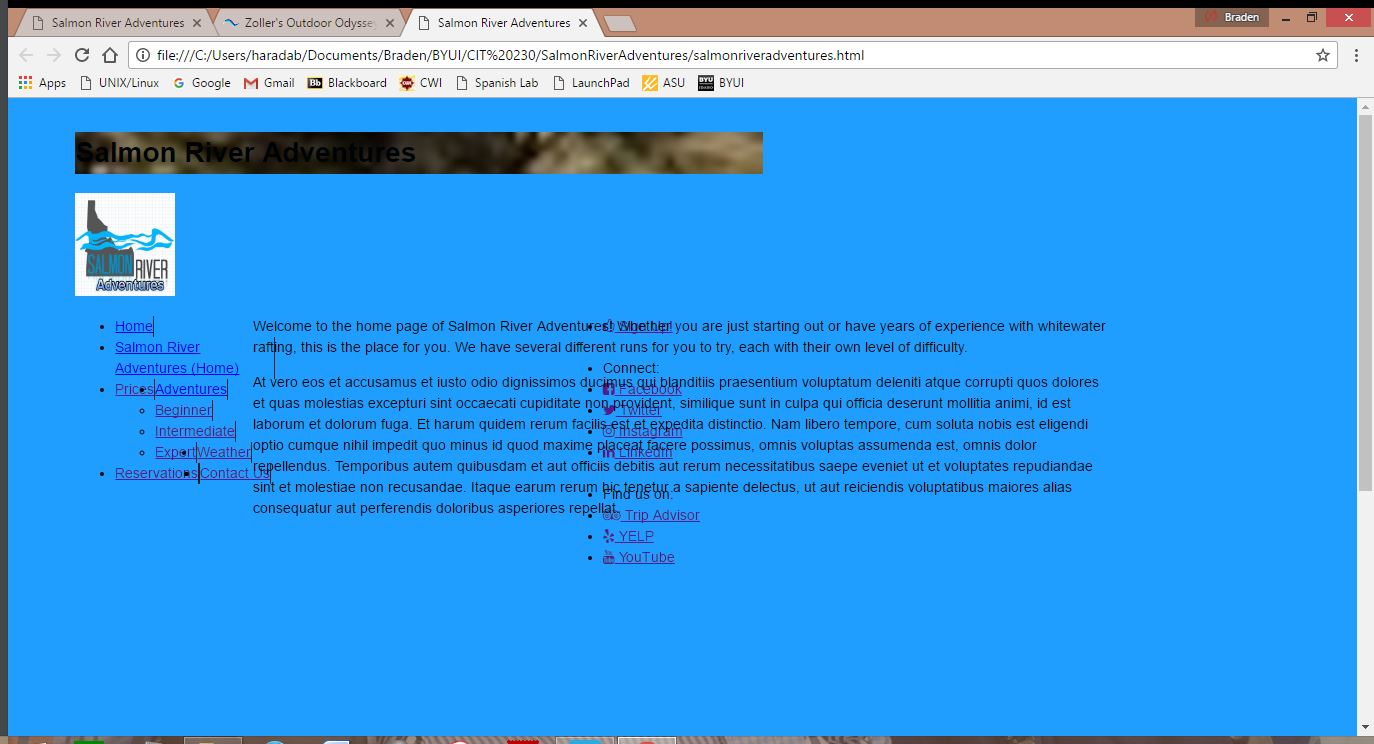 Salmon River Adventures
Zoller's Outdoor Odyssey
Salmon River Adventures
Braden
file:///C:/Users/haradab/Documents/Braden/BYUI/CIT%20230/SalmonRiverAdventures/salmonriveradventures.html
Apps UNIX/Linux Google Gmail Bb Blackboard CWI Spanish Lab LaunchPad ASU BYU BYUI
Salmon River Adventures
SALMON RIVER
Adventures
Home
Salmon River
Adventures (Home)
Prices Adventures
Beginner
Intermediate
Expert Weather
Reservations Contact Us
Welcome to the home page of Salmon River Adventures! Whether you are just starting out or have years of experience with whitewater
rafting, this is the place for you. We have several different runs for you to try, each with their own level of difficulty.
At vero eos et accusamus et iusto odio dignissimos ducimus qui blanditiis praesentium voluptatum deleniti atque corrupti quos dolores
et quas molestias excepturi sint occaecati cupiditate non provident, similique sunt in culpa qui officia deserunt mollitia animi, id est
laborum et dolorum fuga. Et harum quidem rerum facilis est et expedita distinctio. Nam libero tempore, cum soluta nobis est eligendi
optio cumque nihil impedit quo minus id quod maxime placeat facere possimus, omnis voluptas assumenda est, omnis dolor
repellendus. Temporibus autem quibusdam et aut officiis debitis aut rerum necessitatibus saepe eveniet ut et voluptates repudiandae
sint et molestiae non recusandae. Itaque earum rerum hic tenetur a sapiente delectus, ut aut reiciendis voluptatibus maiores alias
consequatur aut perferendis doloribus asperiores repellat.
Sign Up!
Connect:
Facebook
Twitter
Instagram
LinkedIn
Find us on:
Trip Advisor
YELP
YouTube